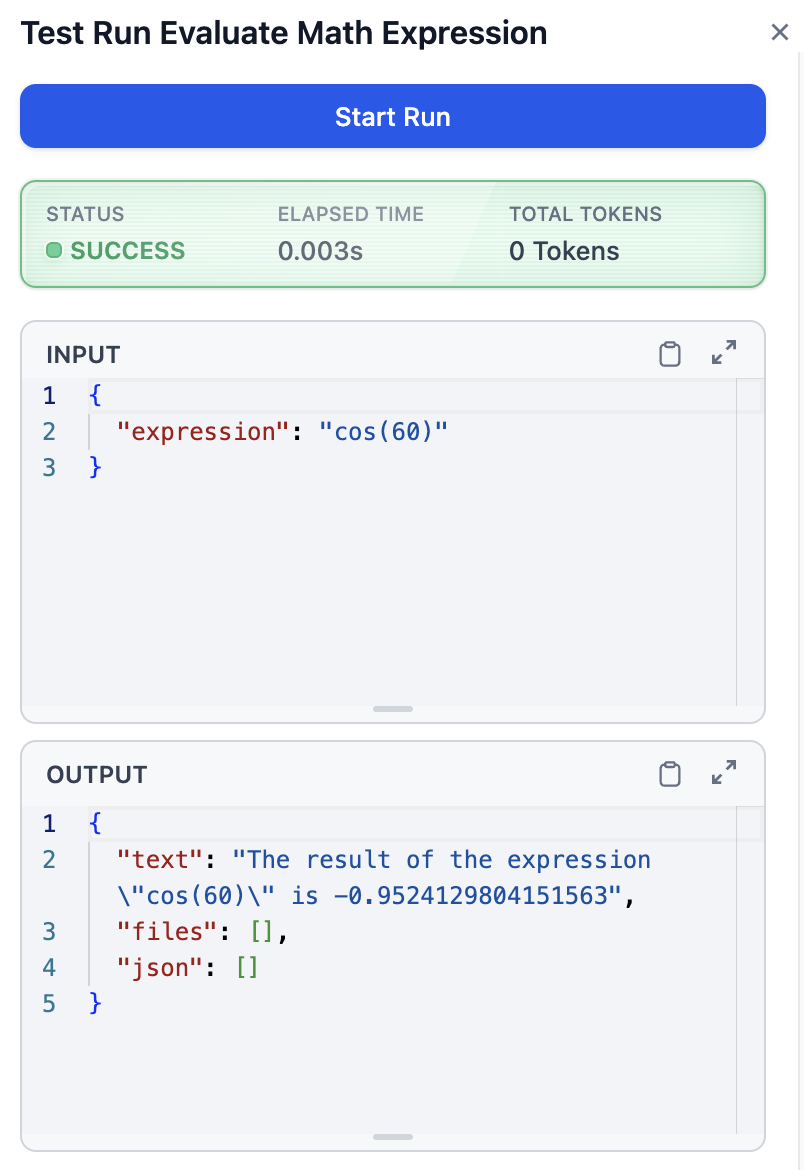 Test Run Evaluate Math Expression
Start Run
STATUS ELAPSED TIME TOTAL TOKENS
SUCCESS 0.003s 0 Tokens
INPUT
1 {
2 "expression": "cos(60)"
3 }
OUTPUT
1 {
2 "text": "The result of the expression
\"cos(60)\" is -0.9524129804151563",
3 "files": [],
4 "json": []
5 }